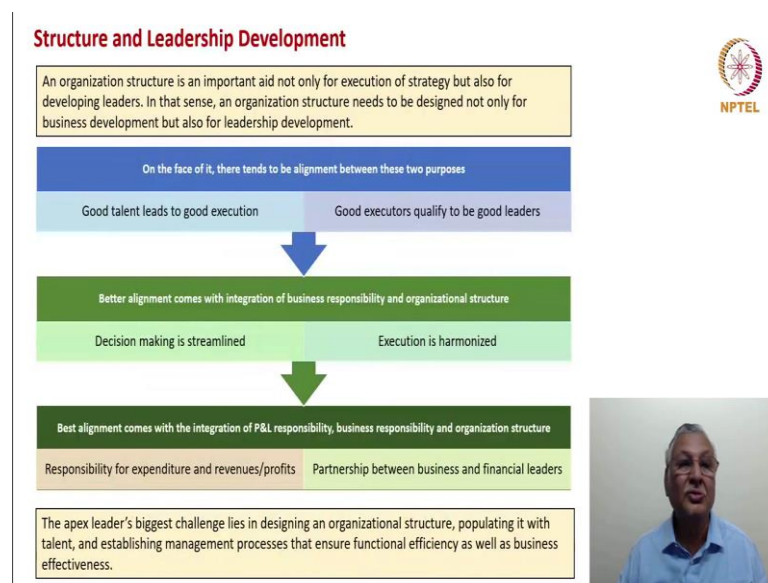 Structure and Leadership Development
NPTEL
An organization structure is an important aid not only for execution of strategy but also for
developing leaders. In that sense, an organization structure needs to be designed not only for
business development but also for leadership development.
On the face of it, there tends to be alignment between these two purposes
Good talent leads to good execution
Good executors qualify to be good leaders
Better alignment comes with integration of business responsibility and organizational structure
Decision making is streamlined
Execution is harmonized
Best alignment comes with the integration of P&L responsibility, business responsibility and organization structure
Responsibility for expenditure and revenues/profits
Partnership between business and financial leaders
The apex leader's biggest challenge lies in designing an organizational structure, populating it with
talent, and establishing management processes that ensure functional efficiency as well as business
effectiveness.